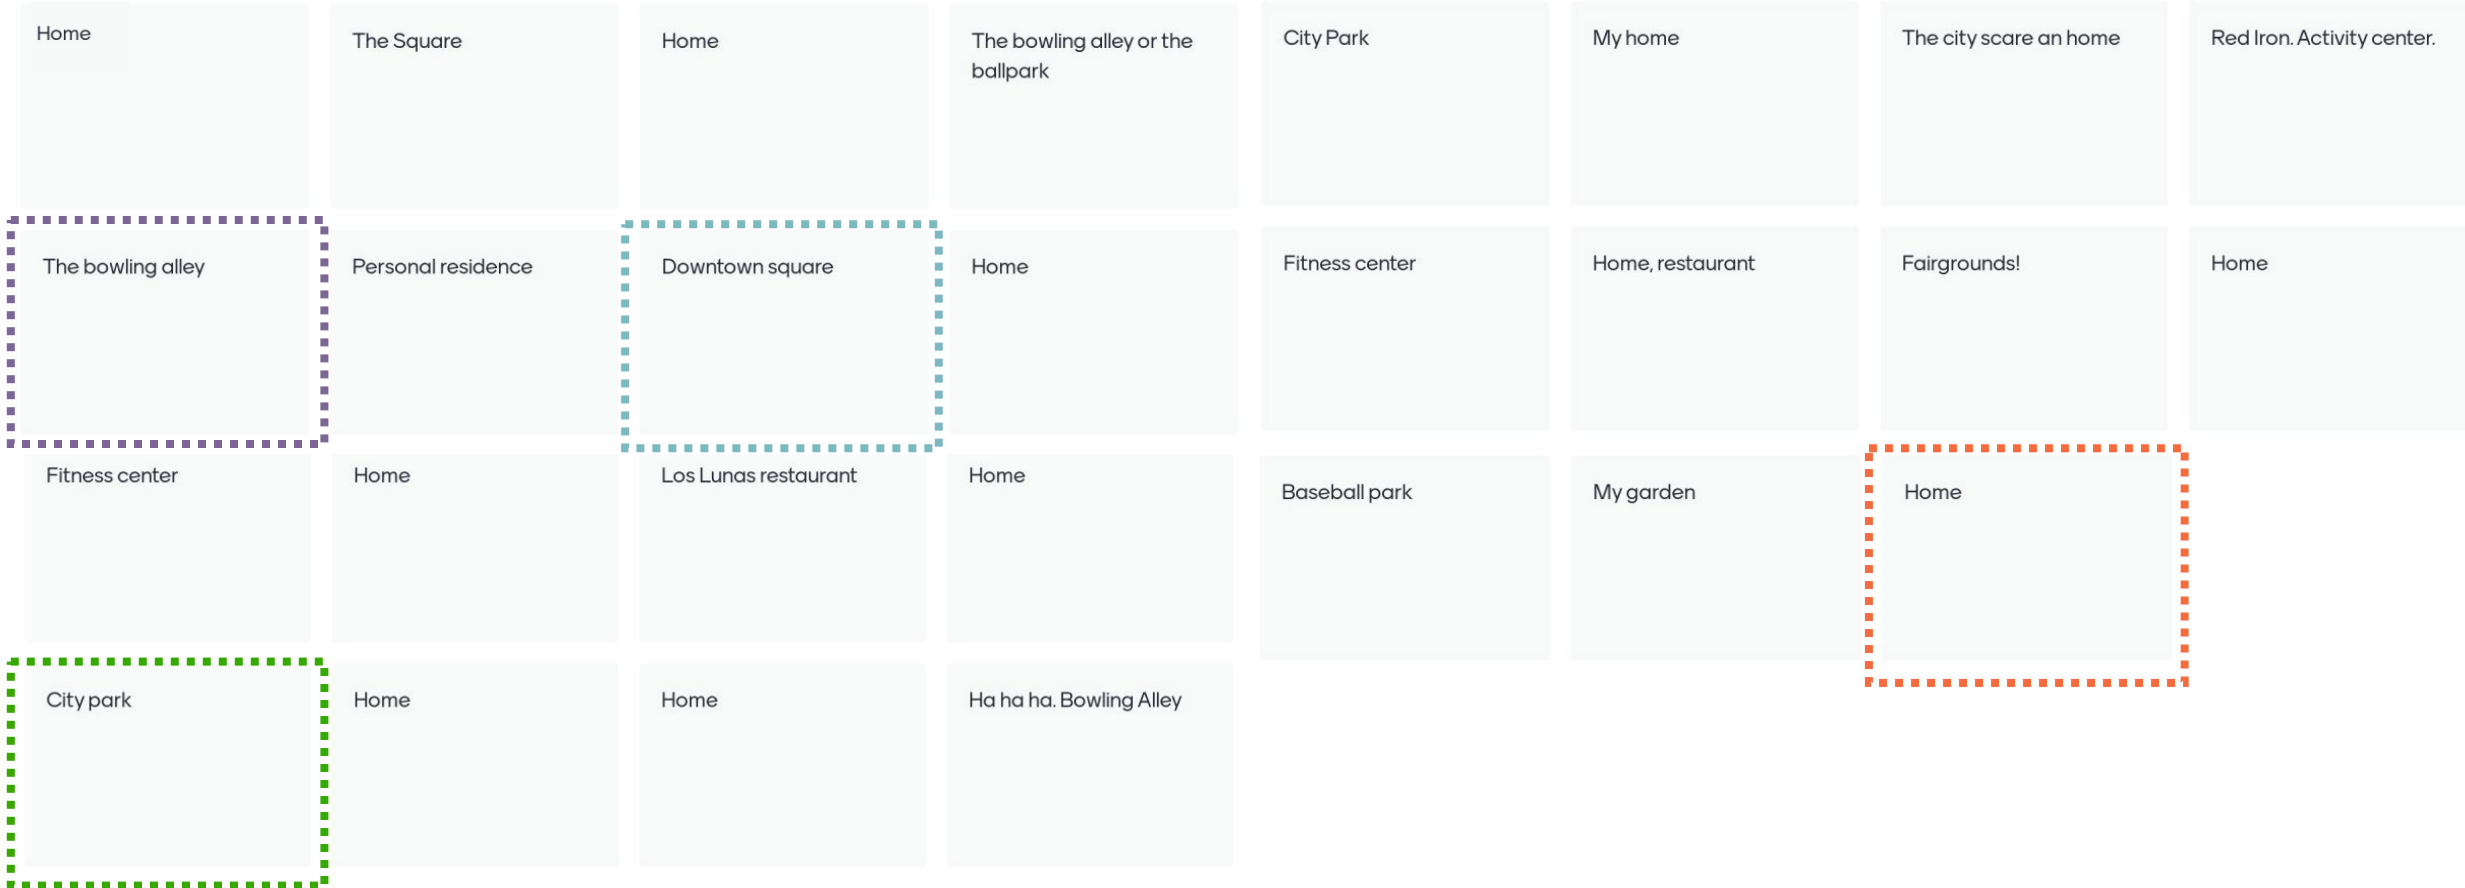 Home
The Square
Home
The bowling alley or the
ballpark
City Park
My home
The city scare an home
Red Iron. Activity center.
The bowling alley
Personal residence
Downtown square
Home
Fitness center
Home, restaurant
Fairgrounds!
Home
Fitness center
Home
Los Lunas restaurant
Home
Baseball park
My garden
Home
City park
Home
Home
Ha ha ha. Bowling Alley